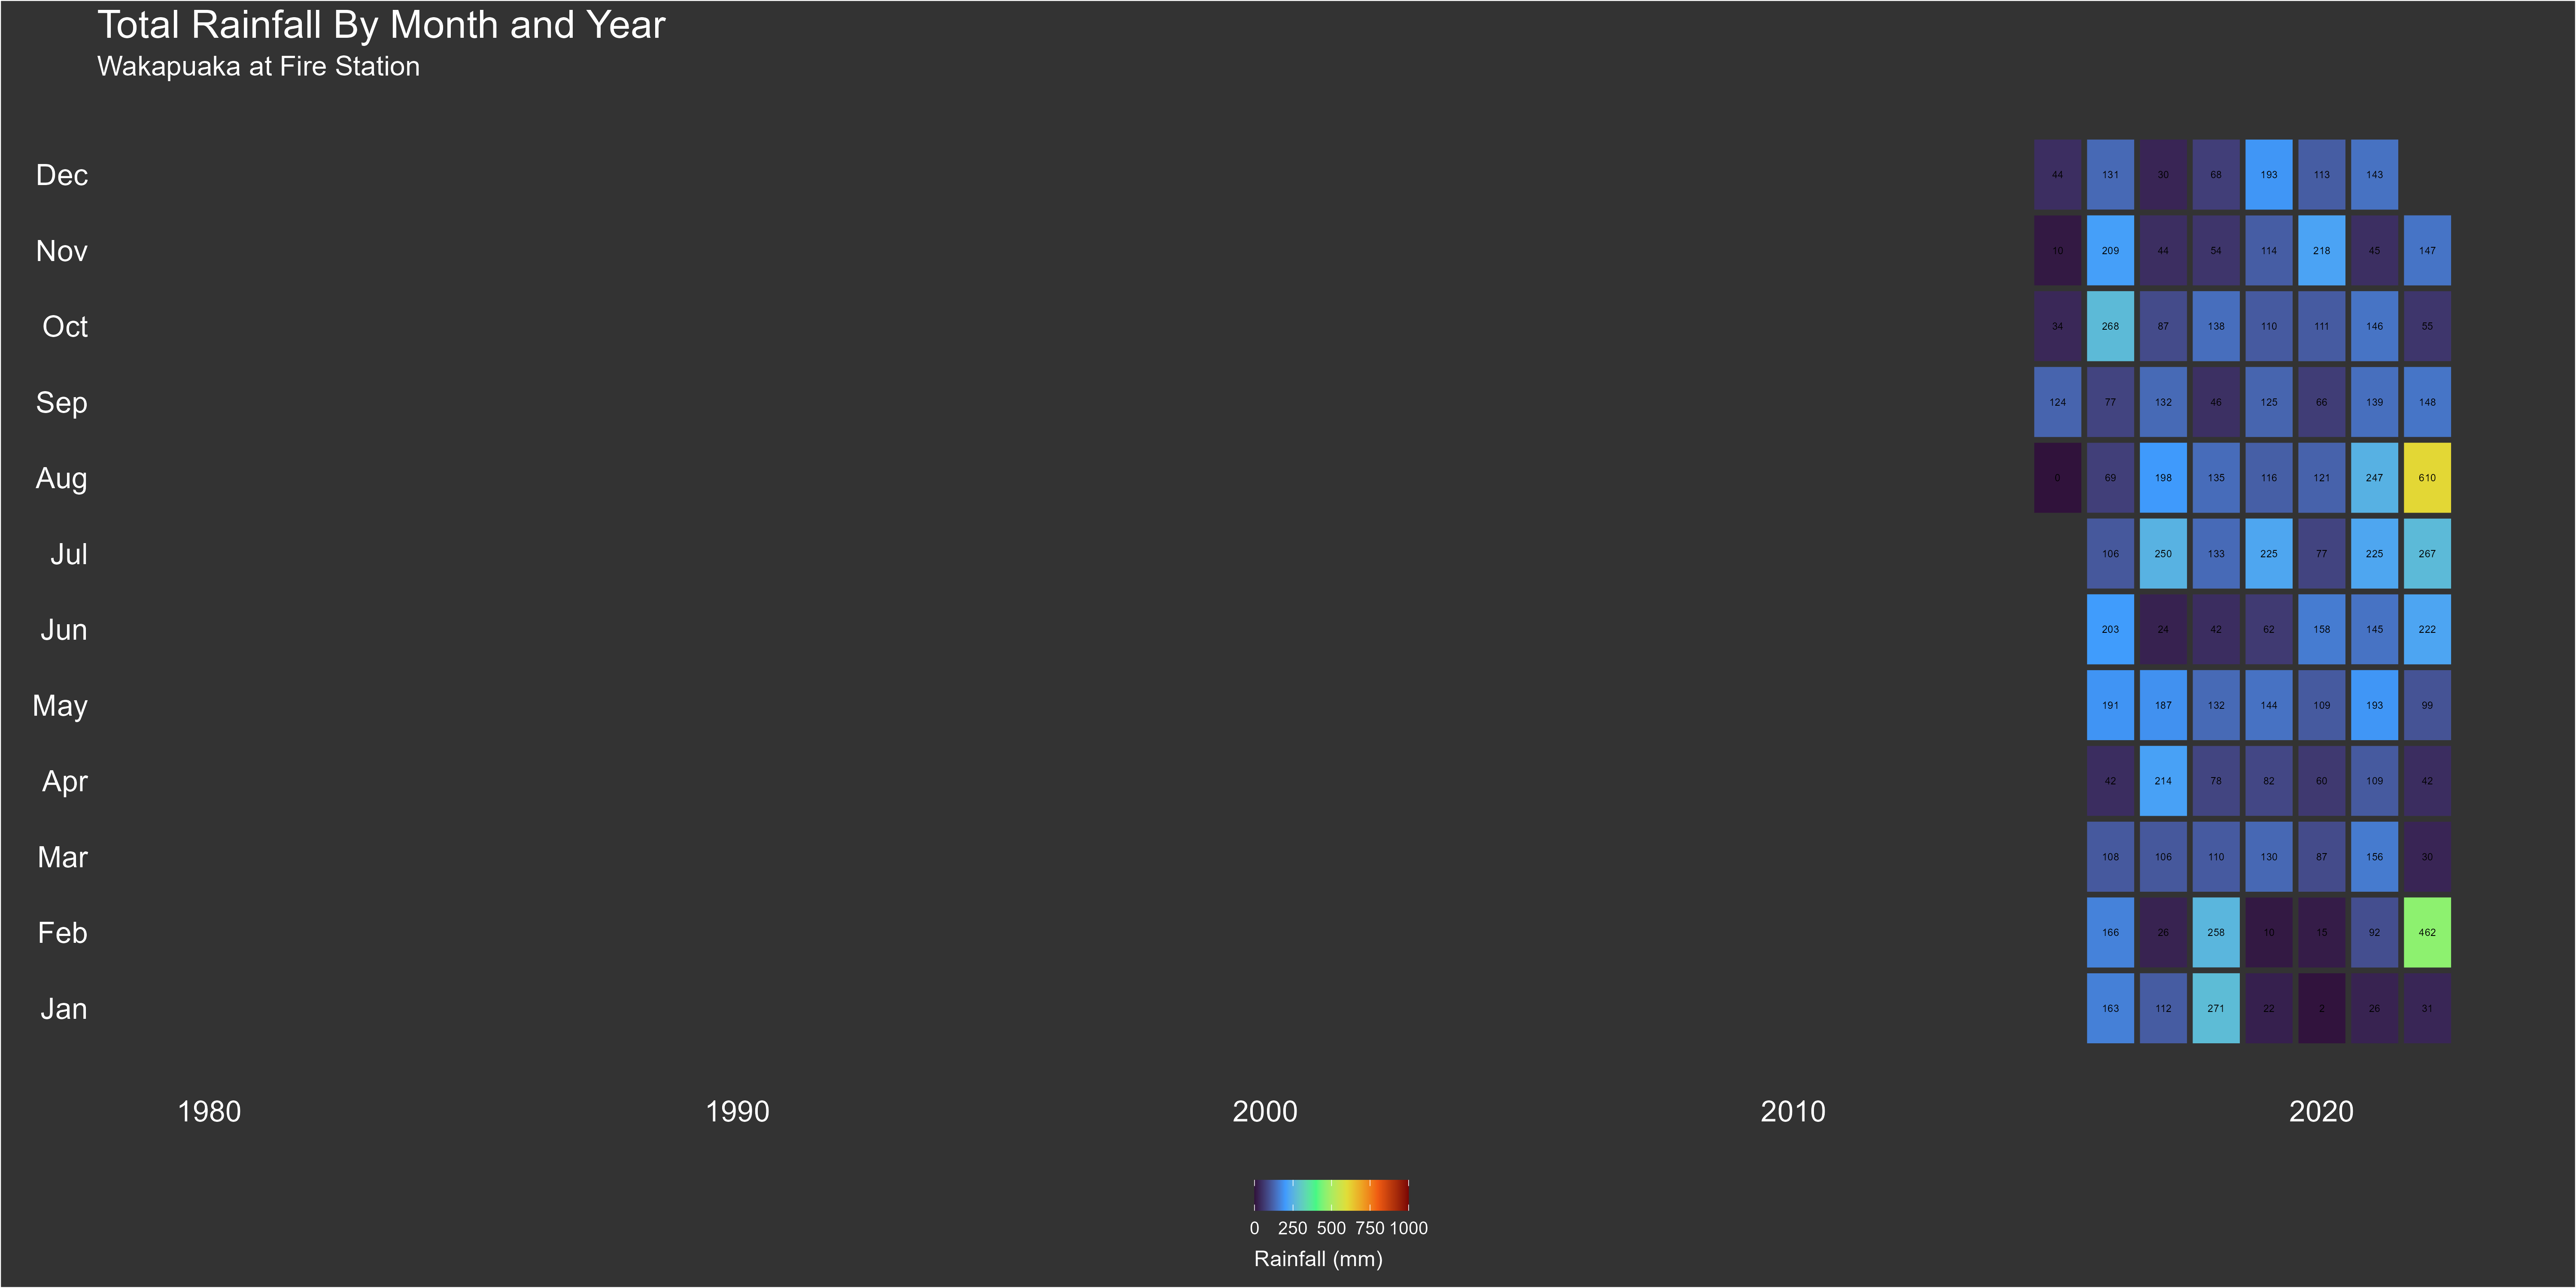 Total Rainfall By Month and Year
Wakapuaka at Fire Station
Dec 44 131 30 68 193 113 143
Nov 10 209 44 54 114 218 45 147
Oct 34 268 87 138 110 111 146 55
Sep 124 77 132 46 125 66 139 148
Aug 0 69 198 135 116 121 247 610
Jul 106 250 133 225 77 225 267
Jun 203 24 42 62 158 145 222
May 191 187 132 144 109 193 99
Apr 42 214 78 82 60 109 42
Mar 108 106 110 130 87 156 30
Feb 166 26 258 10 15 92 462
Jan 163 112 271 22 2 26 31
1980 1990 2000 2010 2020
0 250 500 750 1000
Rainfall (mm)